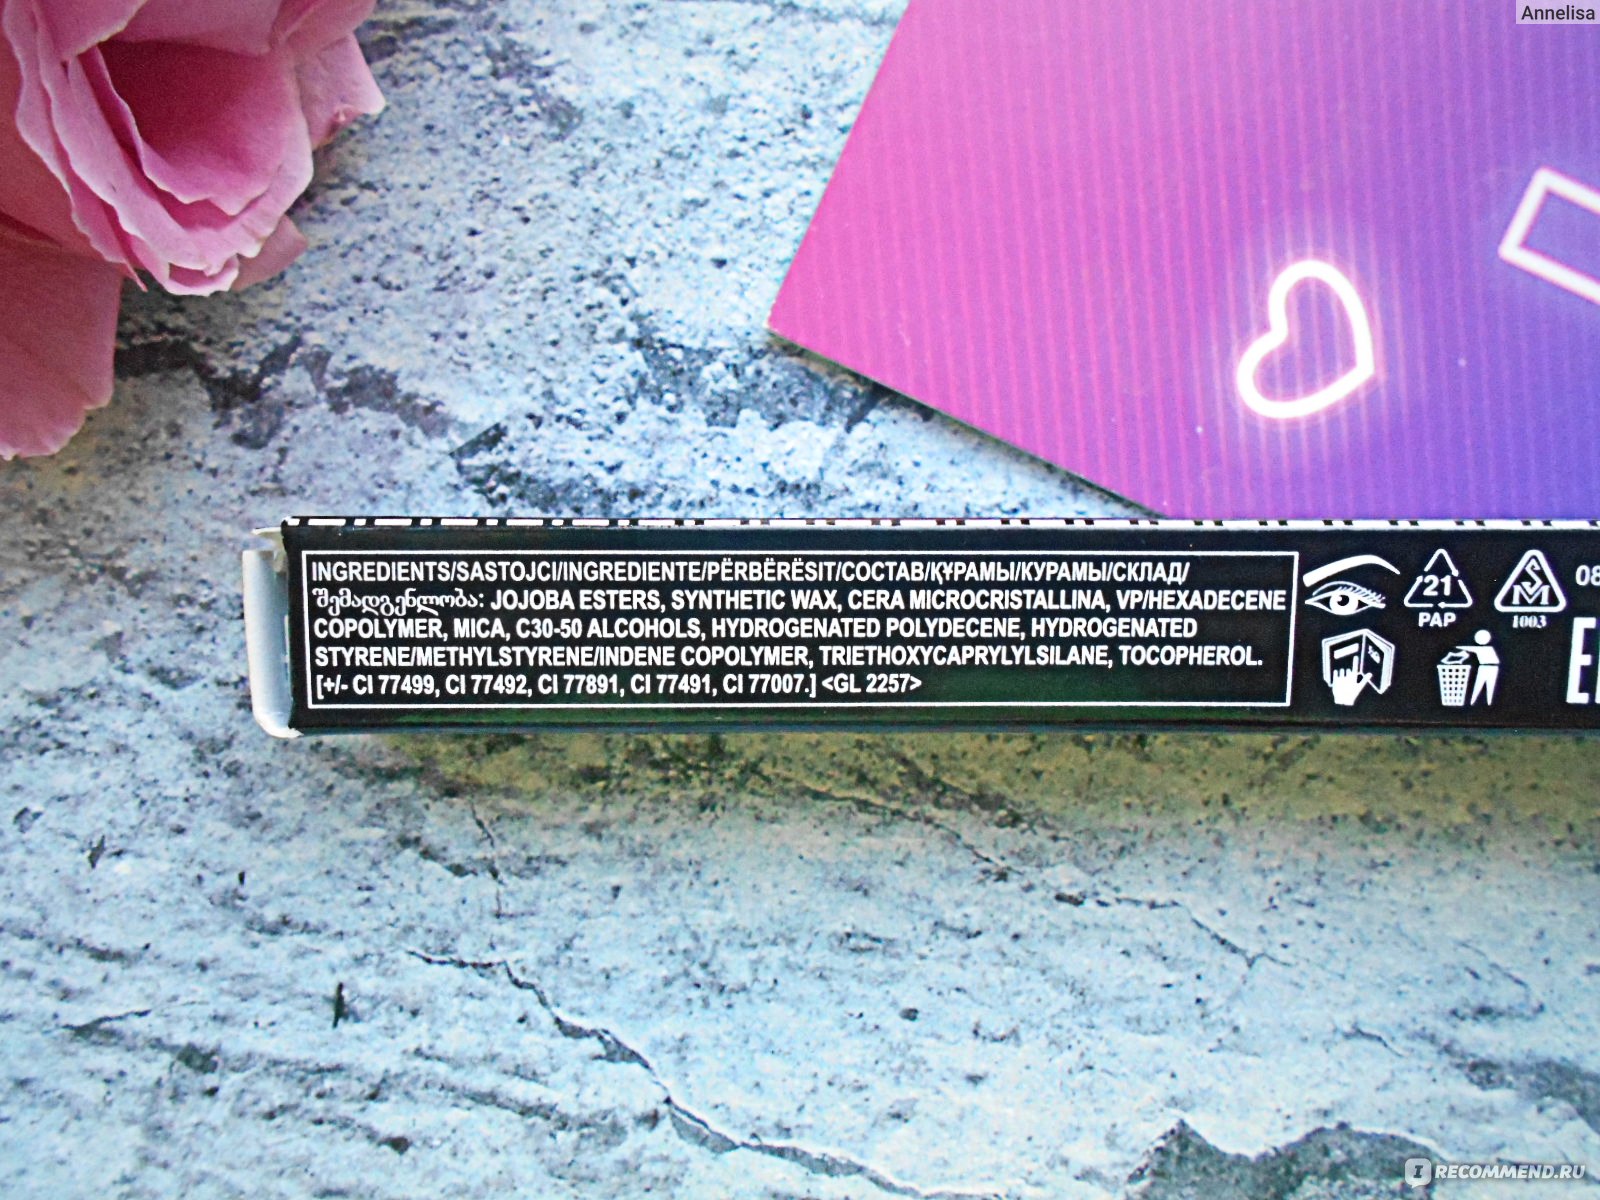 Annelisa
INGREDIENTS/SASTOJCI/INGREDIENTE/PËRBËRËSIT/СОСТАВ/ҚҰРАМЫ/КУРАМЫ/СКЛАД/
შემადგენლობა: JOJOBA ESTERS, SYNTHETIC WAX, CERA MICROCRISTALLINA, VP/HEXADECENE
COPOLYMER, MICA, C30-50 ALCOHOLS, HYDROGENATED POLYDECENE, HYDROGENATED
STYRENE/METHYLSTYRENE/INDENE COPOLYMER, TRIETHOXYCAPRYLYLSILANE, TOCOPHEROL.
[+/- CI 77499, CI 77492, CI 77891, CI 77491, CI 77007.] <GL 2257>
21
PAP
1003
08
IRECOMMEND.RU